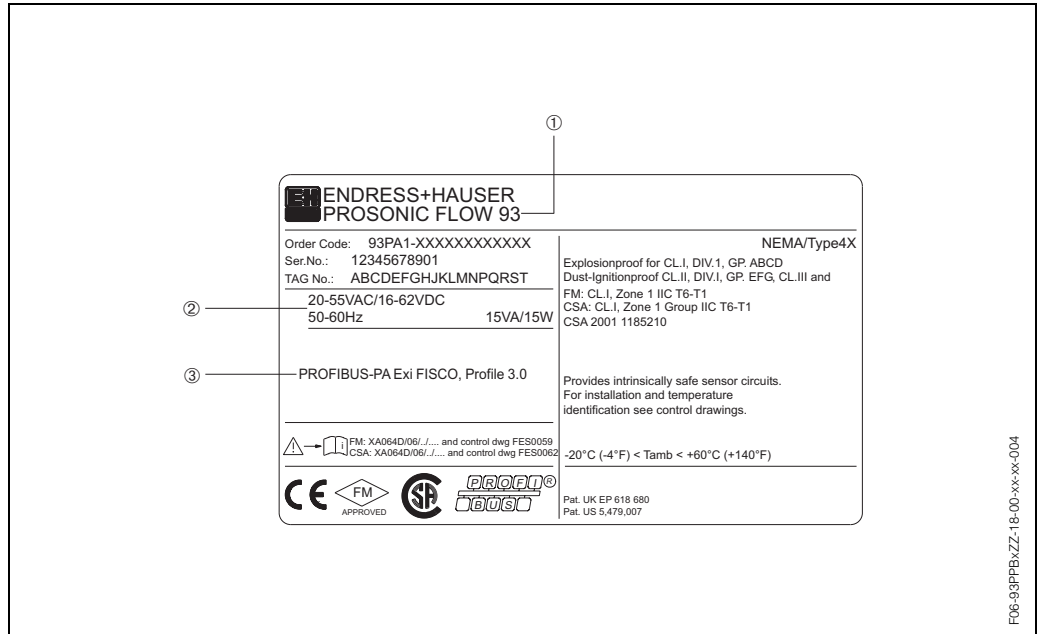 ①
EH ENDRESS+HAUSER
PROSONIC FLOW 93
Order Code: 93PA1-XXXXXXXXXXXX
Ser.No.: 12345678901
TAG No.: ABCDEFGHJKLMNPQRST
②
20-55VAC/16-62VDC
50-60Hz 15VA/15W
③
PROFIBUS-PA Exi FISCO, Profile 3.0
i
FM: XA064D/06/../.... and control dwg FES0059
CSA: XA064D/06/../.... and control dwg FES0062
CE
FM
APPROVED
SA
PROFI®
BUS
NEMA/Type4X
Explosionproof for CL.I, DIV.1, GP. ABCD
Dust-Ignitionproof CL.II, DIV.I, GP. EFG, CL.III and
FM: CL.I, Zone 1 IIC T6-T1
CSA: CL.I, Zone 1 Group IIC T6-T1
CSA 2001 1185210
Provides intrinsically safe sensor circuits.
For installation and temperature
identification see control drawings.
-20°C (-4°F) < Tamb < +60°C (+140°F)
Pat. UK EP 618 680
Pat. US 5,479,007
F06-93PPBxZZ-18-00-xx-xx-004